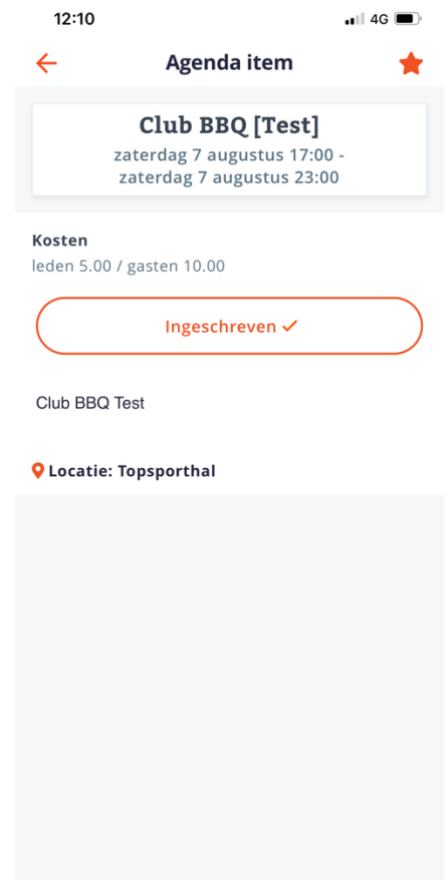 12:10
4G
Agenda item
Club BBQ [Test]
zaterdag 7 augustus 17:00 -
zaterdag 7 augustus 23:00
Kosten
leden 5.00 / gasten 10.00
Ingeschreven ✓
Club BBQ Test
Locatie: Topsporthal